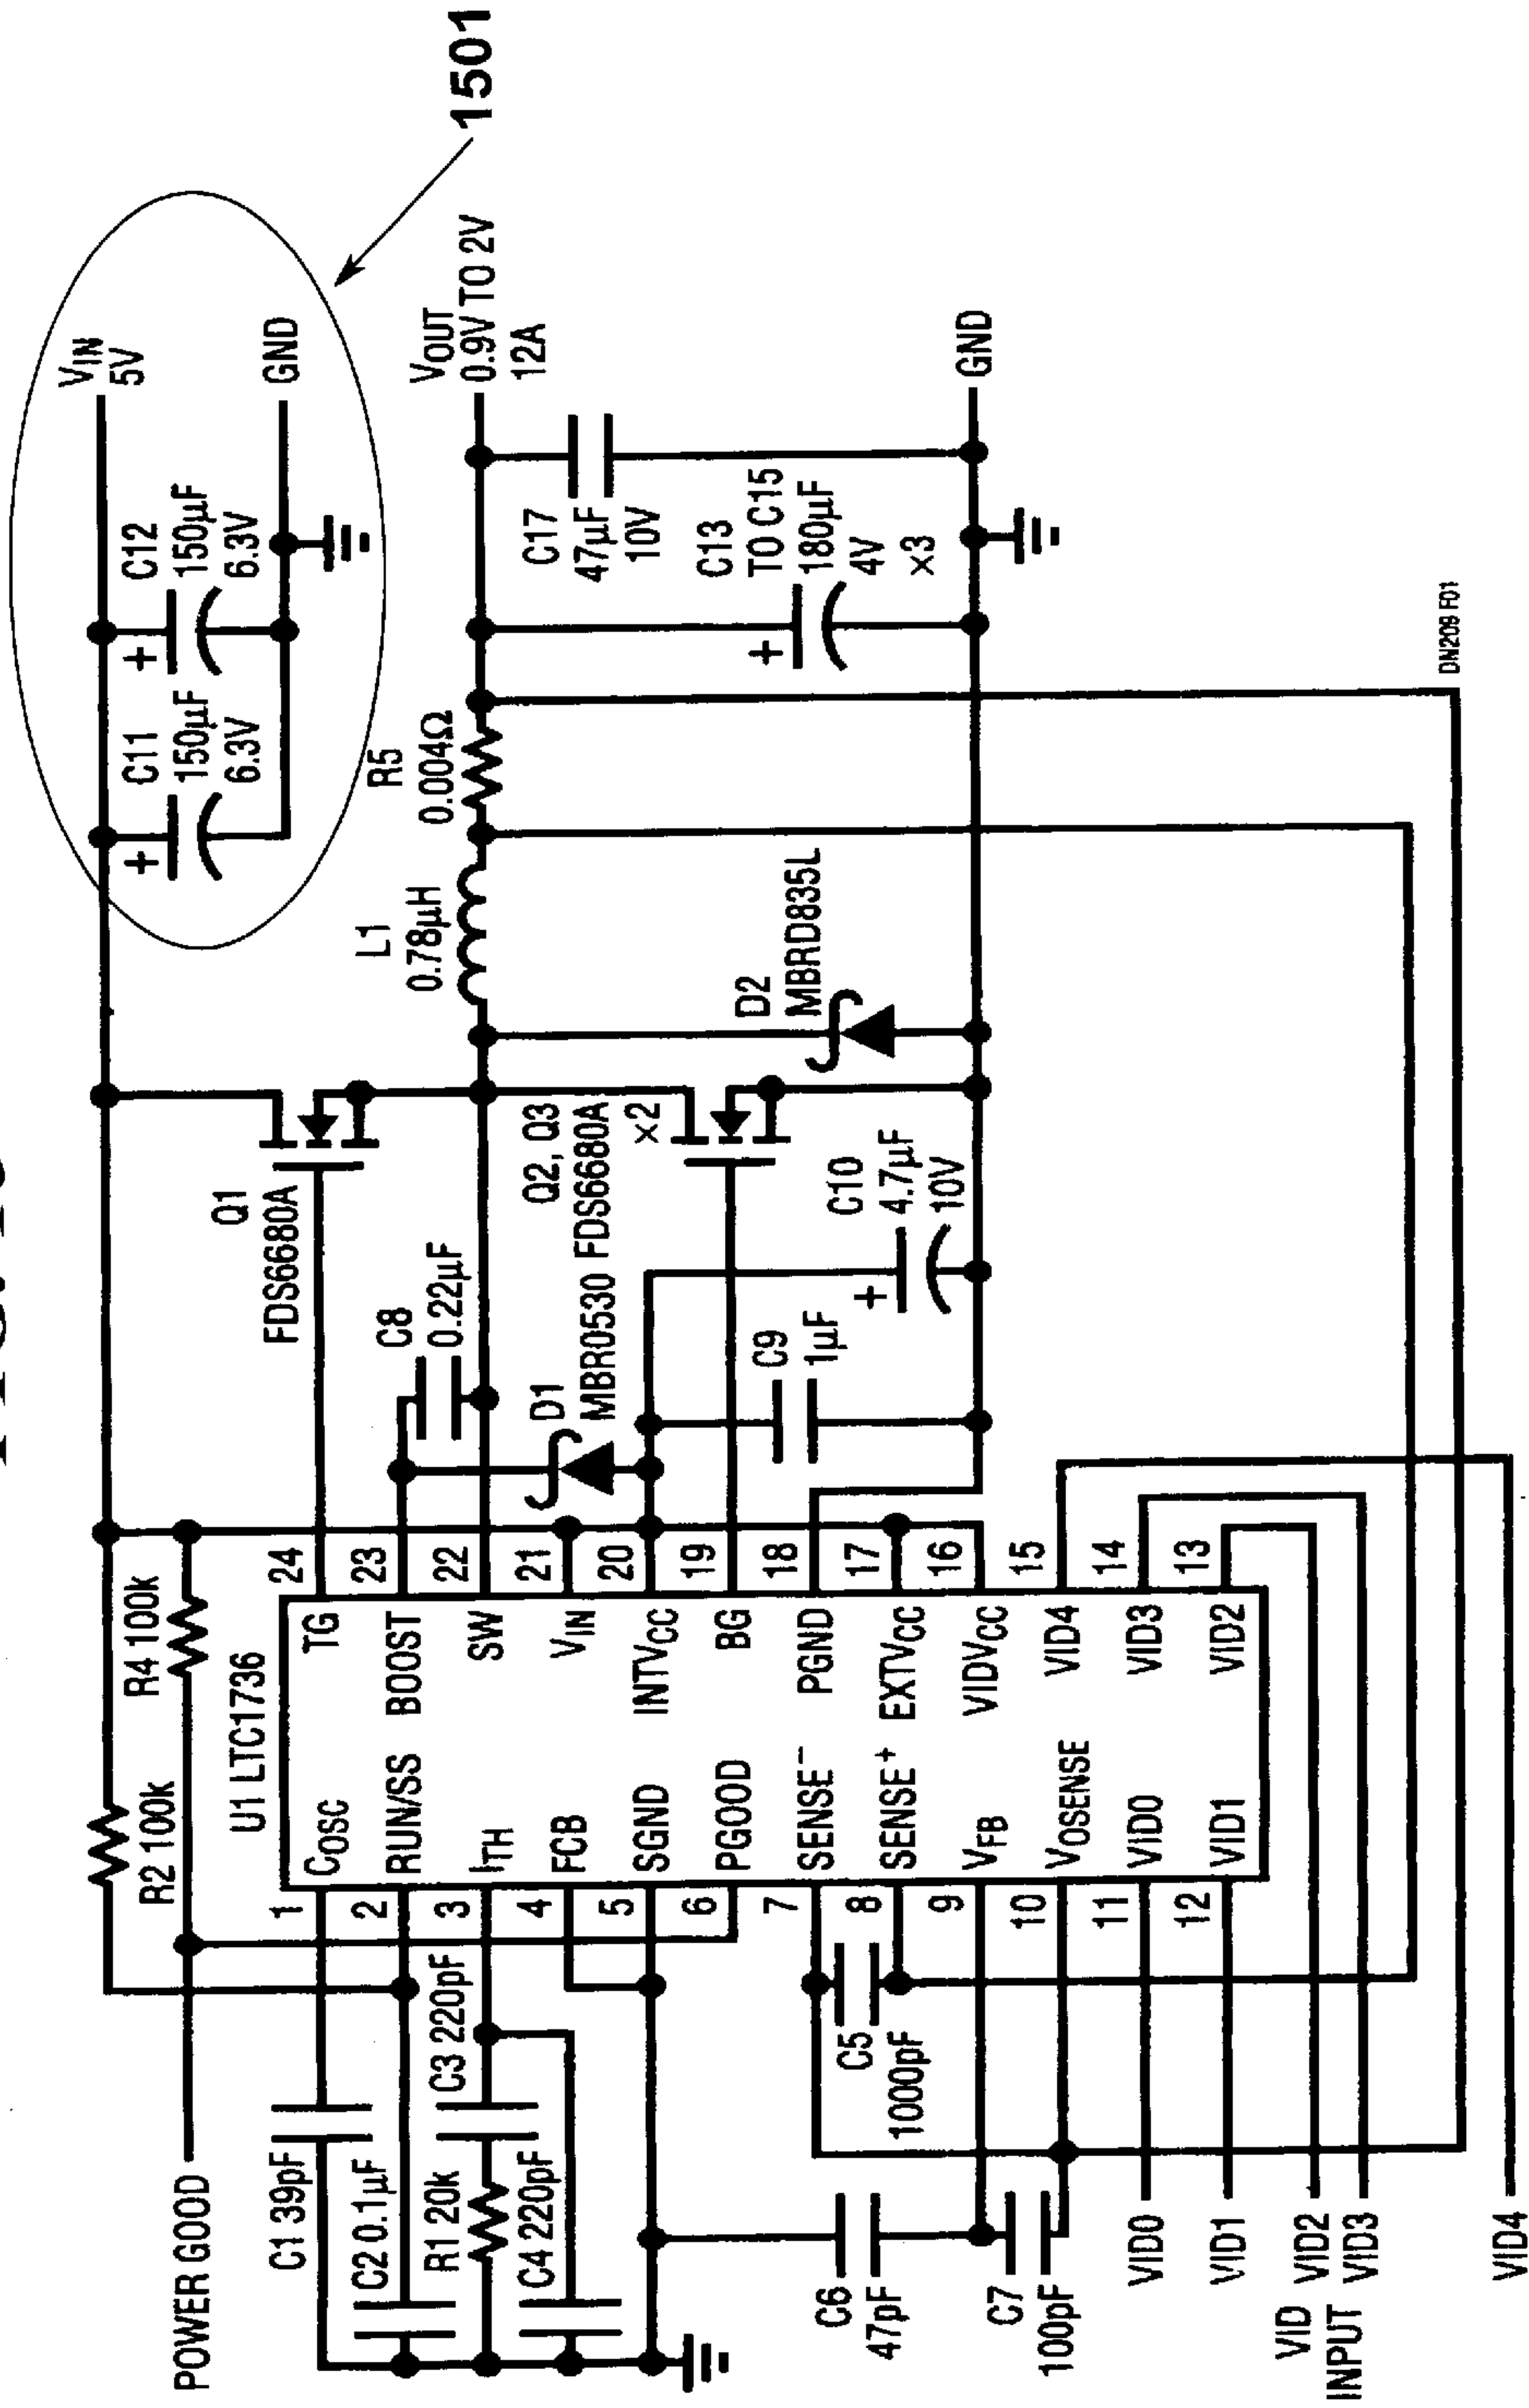 1501
POWER GOOD
R2 100k
R4 100k
VIN
5V
C11
150µF
6.3V
C12
150µF
6.3V
GND
U1 LTC1736
C1 39pF
C2 0.1µF
R1 20k
C3 220pF
C4 220pF
1
2
3
4
5
6
7
8
9
10
11
12
COSC
RUN/SS
ITH
FCB
SGND
PGOOD
SENSE−
SENSE+
VFB
VOSENSE
VID0
VID1
TG
BOOST
SW
VIN
INTVCC
BG
PGND
EXTVCC
VIDVCC
VID4
VID3
VID2
24
23
22
21
20
19
18
17
16
15
14
13
Q1
FDS6680A
C8
0.22µF
D1
MBR0530
Q2, Q3
FDS6680A
×2
C9
1µF
C10
4.7µF
10V
L1
0.78µH
R5
0.004Ω
D2
MBRD835L
VOUT
0.9V TO 2V
12A
C17
47µF
10V
C13
TO C15
180µF
4V
×3
GND
C5
1000pF
C6
47pF
C7
100pF
VID0
VID1
VID2
VID3
VID4
VID
INPUT
DN209 F01